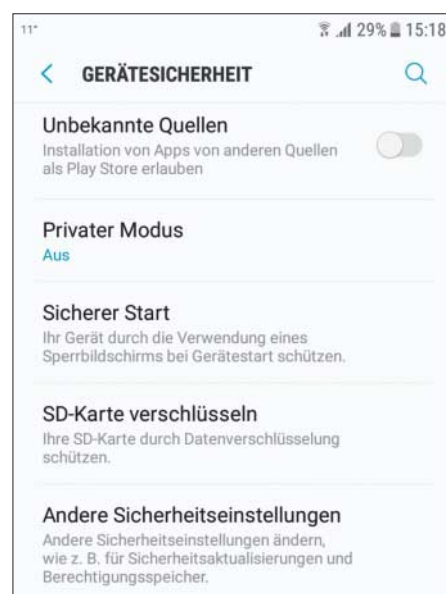 11° 29% 15:18
GERÄTESICHERHEIT
Unbekannte Quellen
Installation von Apps von anderen Quellen
als Play Store erlauben
Privater Modus
Aus
Sicherer Start
Ihr Gerät durch die Verwendung eines
Sperrbildschirms bei Gerätestart schützen.
SD-Karte verschlüsseln
Ihre SD-Karte durch Datenverschlüsselung
schützen.
Andere Sicherheitseinstellungen
Andere Sicherheitseinstellungen ändern,
wie z. B. für Sicherheitsaktualisierungen und
Berechtigungsspeicher.